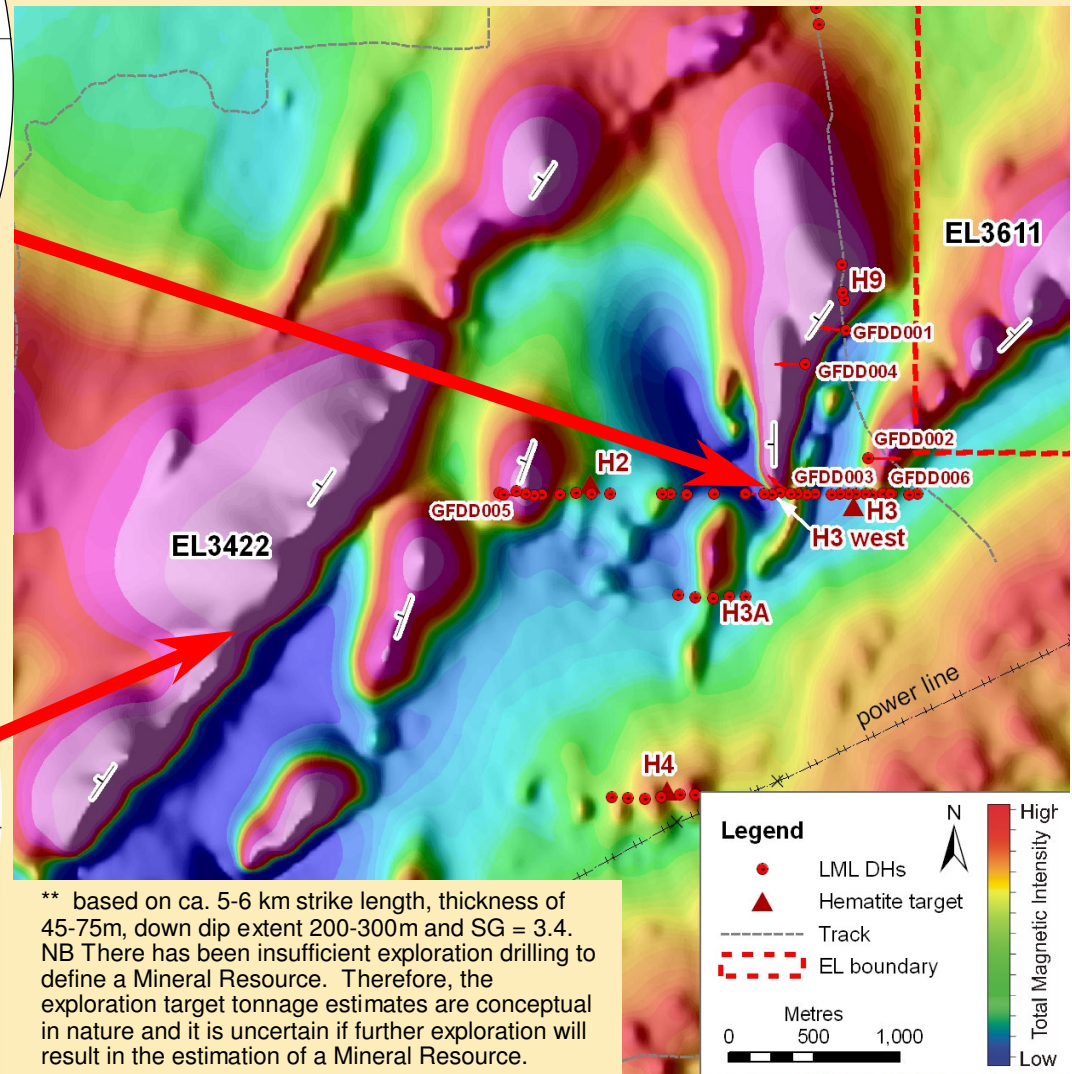 EL3611
H9
GFDD001
GFDD004
GFDD002
H2
GFDD003
GFDD006
GFDD005
H3
H3 west
EL3422
H3A
power line
H4
Legend
N
LML DHs
Hematite target
Track
EL boundary
Metres
0 500 1,000
High
Total Magnetic Intensity
Low
** based on ca. 5-6 km strike length, thickness of
45-75m, down dip extent 200-300m and SG = 3.4.
NB There has been insufficient exploration drilling to
define a Mineral Resource. Therefore, the
exploration target tonnage estimates are conceptual
in nature and it is uncertain if further exploration will
result in the estimation of a Mineral Resource.